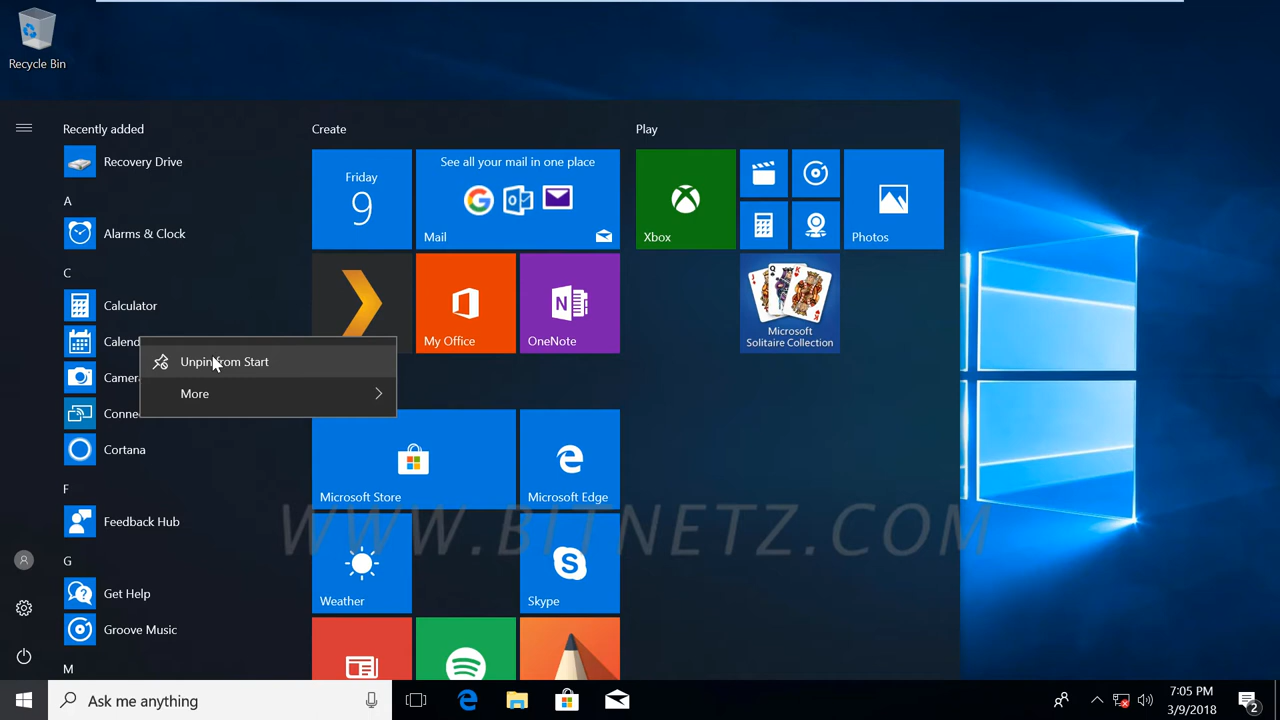 Recycle Bin
Recently added
Recovery Drive
A
Alarms & Clock
C
Calculator
Calend
Camer
Conne
Cortana
F
Feedback Hub
G
Get Help
Groove Music
M
Unpin from Start
More
Create
Friday
9
See all your mail in one place
Mail
My Office
OneNote
Microsoft Store
Microsoft Edge
Weather
Skype
Play
Xbox
Photos
Microsoft
Solitaire Collection
WWW.BITNETZ.COM
Ask me anything
7:05 PM
3/9/2018
2